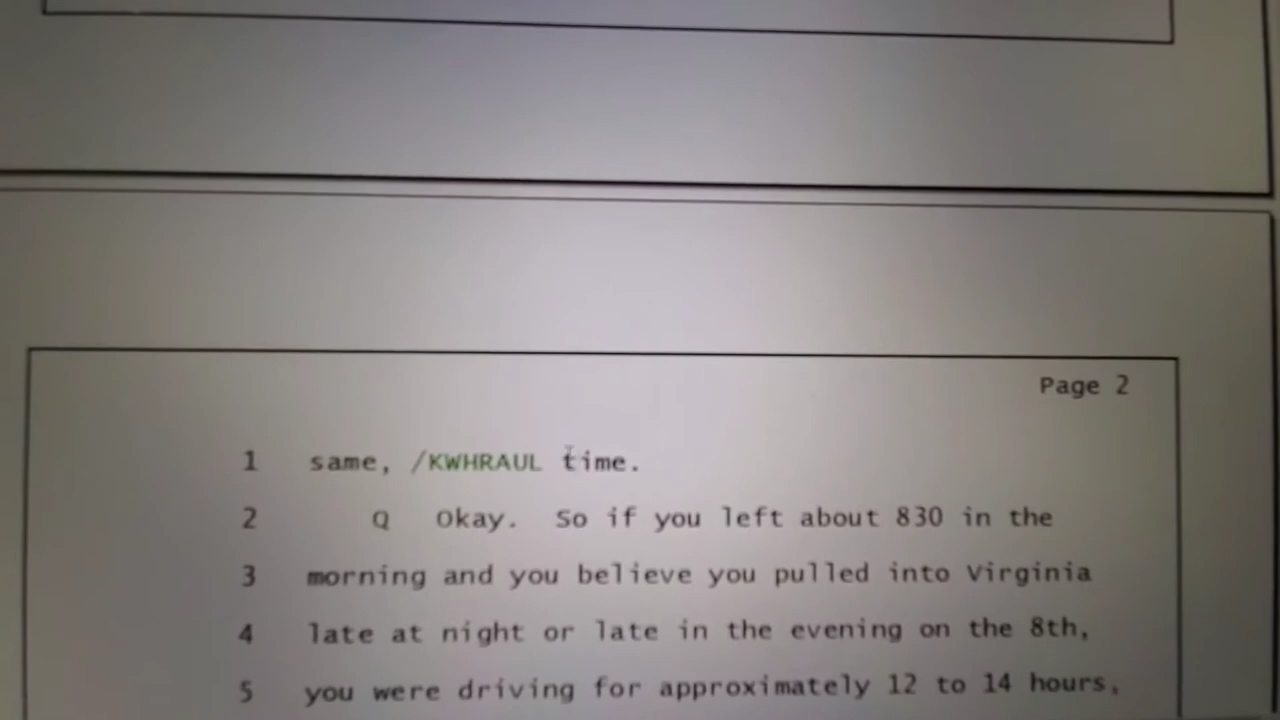 Page 2
1 same, /KWHRAUL time.
2 Q Okay. So if you left about 830 in the
3 morning and you believe you pulled into Virginia
4 late at night or late in the evening on the 8th,
5 you were driving for approximately 12 to 14 hours,